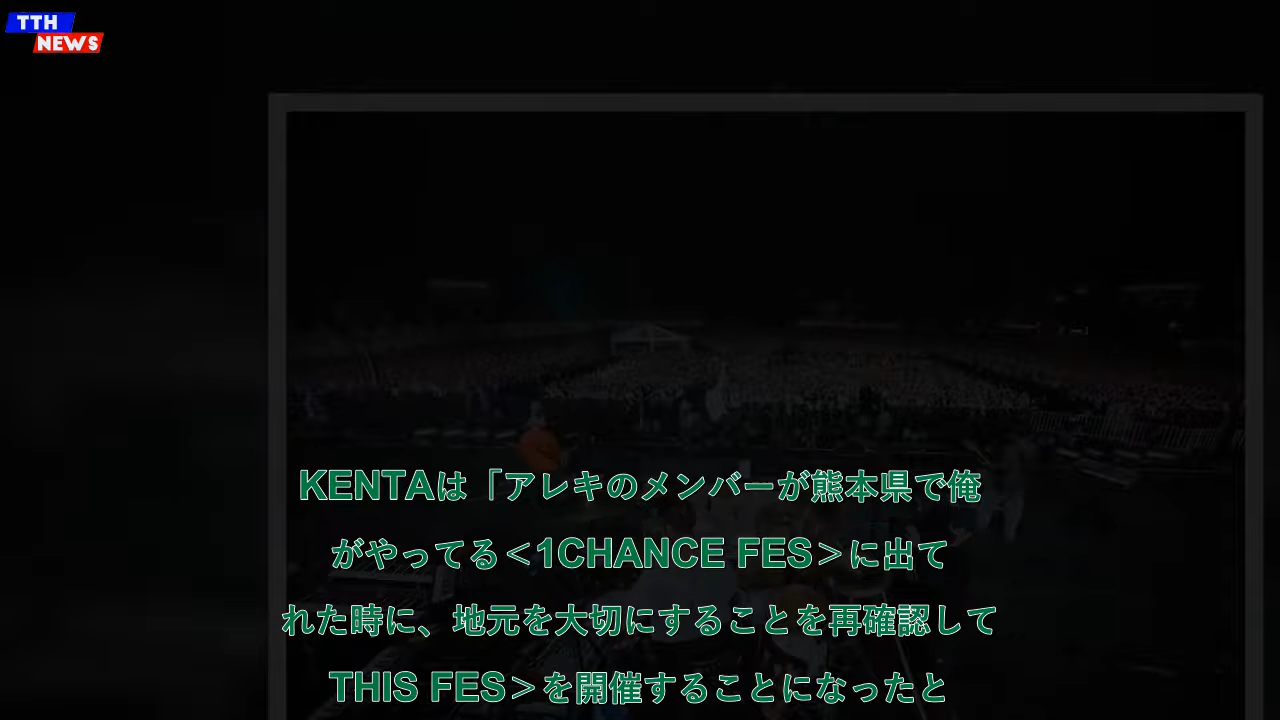 TTH
NEWS
KENTAは「アレキのメンバーが熊本県で俺
がやってる＜1CHANCE FES＞に出て
れた時に、地元を大切にすることを再確認して
THIS FES＞を開催することになったと